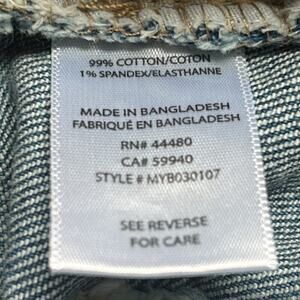 99% COTTON/COTON
1% SPANDEX/ELASTHANNE
MADE IN BANGLADESH
FABRIQUÉ EN BANGLADESH
RN# 44480
CA# 59940
STYLE # MYB030107
SEE REVERSE
FOR CARE